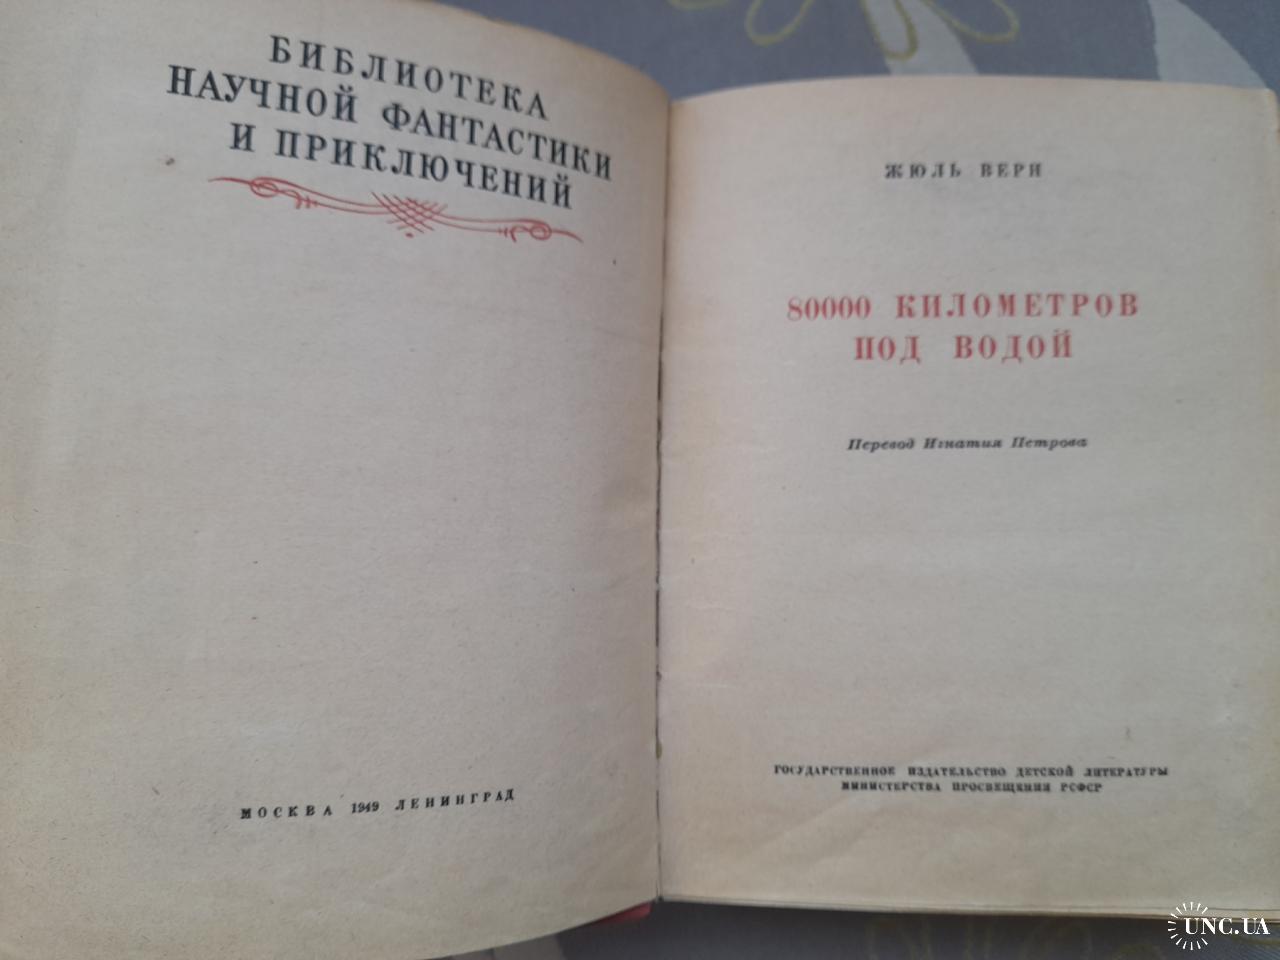 БИБЛИОТЕКА
НАУЧНОЙ ФАНТАСТИКИ
И ПРИКЛЮЧЕНИЙ
МОСКВА 1949 ЛЕНИНГРАД
ЖЮЛЬ ВЕРН
80000 КИЛОМЕТРОВ
ПОД ВОДОЙ
Перевод Игнатия Петрова
ГОСУДАРСТВЕННОЕ ИЗДАТЕЛЬСТВО ДЕТСКОЙ ЛИТЕРАТУРЫ
МИНИСТЕРСТВА ПРОСВЕЩЕНИЯ РСФСР
UNC.UA